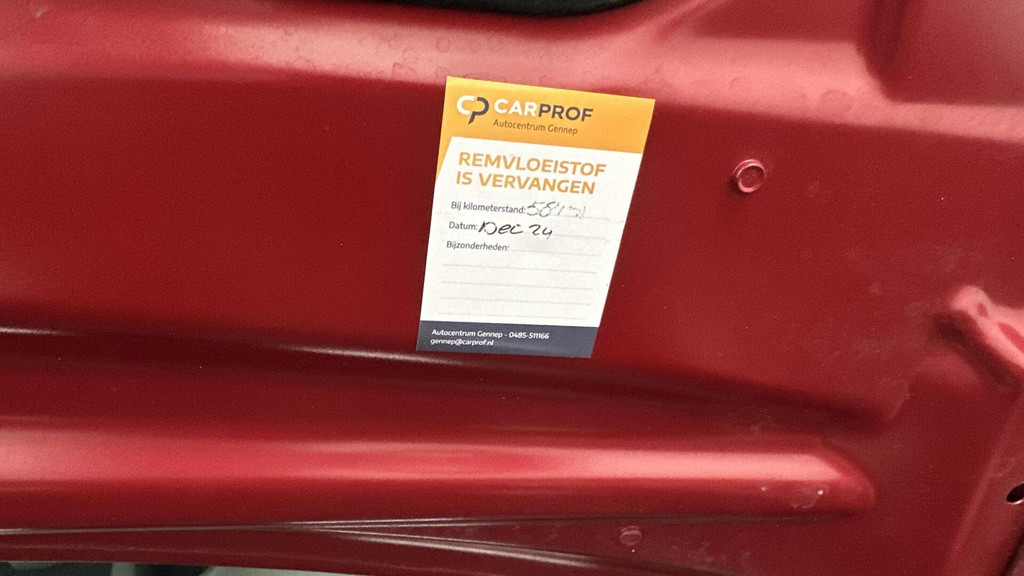 CARPROF
Autocentrum Gennep
REMVLOEISTOF
IS VERVANGEN
Bij kilometerstand:
Datum: Dec 24
Bijzonderheden:
Autocentrum Gennep - 0485-511166
gennep@carprof.nl